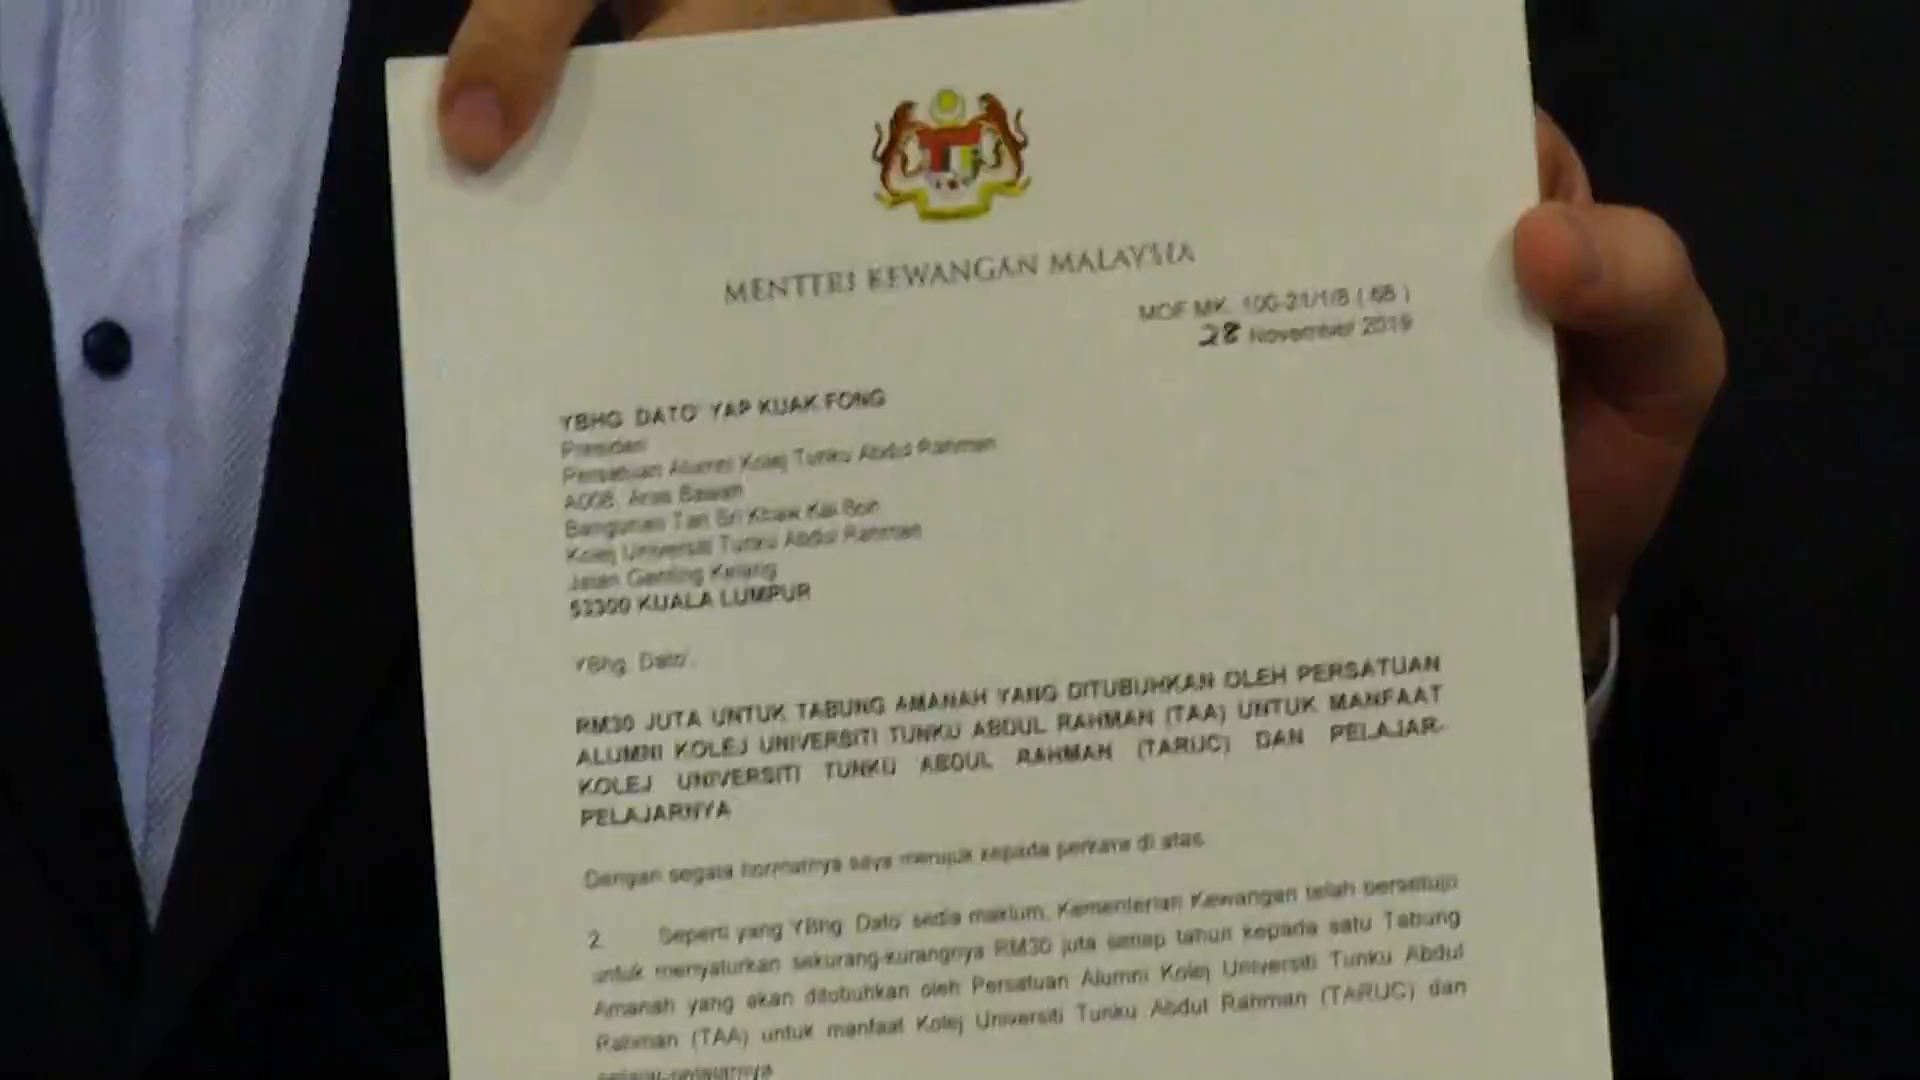 MENTERI KEWANGAN MALAYSIA
MOF.MK. 100-21/1/8 ( 68 )
28 November 2019
YBHG DATO' YAP KUAK FONG
Presiden
Persatuan Alumni Kolej Tunku Abdul Rahman
A008, Aras Bawah
Bangunan Tan Sri Khaw Kai Boh
Kolej Universiti Tunku Abdul Rahman
Jalan Genting Kelang
53300 KUALA LUMPUR
YBhg. Dato',
RM30 JUTA UNTUK TABUNG AMANAH YANG DITUBUHKAN OLEH PERSATUAN
ALUMNI KOLEJ UNIVERSITI TUNKU ABDUL RAHMAN (TAA) UNTUK MANFAAT
KOLEJ UNIVERSITI TUNKU ABDUL RAHMAN (TARUC) DAN PELAJAR-
PELAJARNYA
Dengan segala hormatnya saya merujuk kepada perkara di atas.
2. Seperti yang YBhg Dato' sedia maklum, Kementerian Kewangan telah bersetuju
untuk menyalurkan sekurang-kurangnya RM30 juta setiap tahun kepada satu Tabung
Amanah yang akan ditubuhkan oleh Persatuan Alumni Kolej Universiti Tunku Abdul
Rahman (TAA) untuk manfaat Kolej Universiti Tunku Abdul Rahman (TARUC) dan
pelajar-pelajarnya